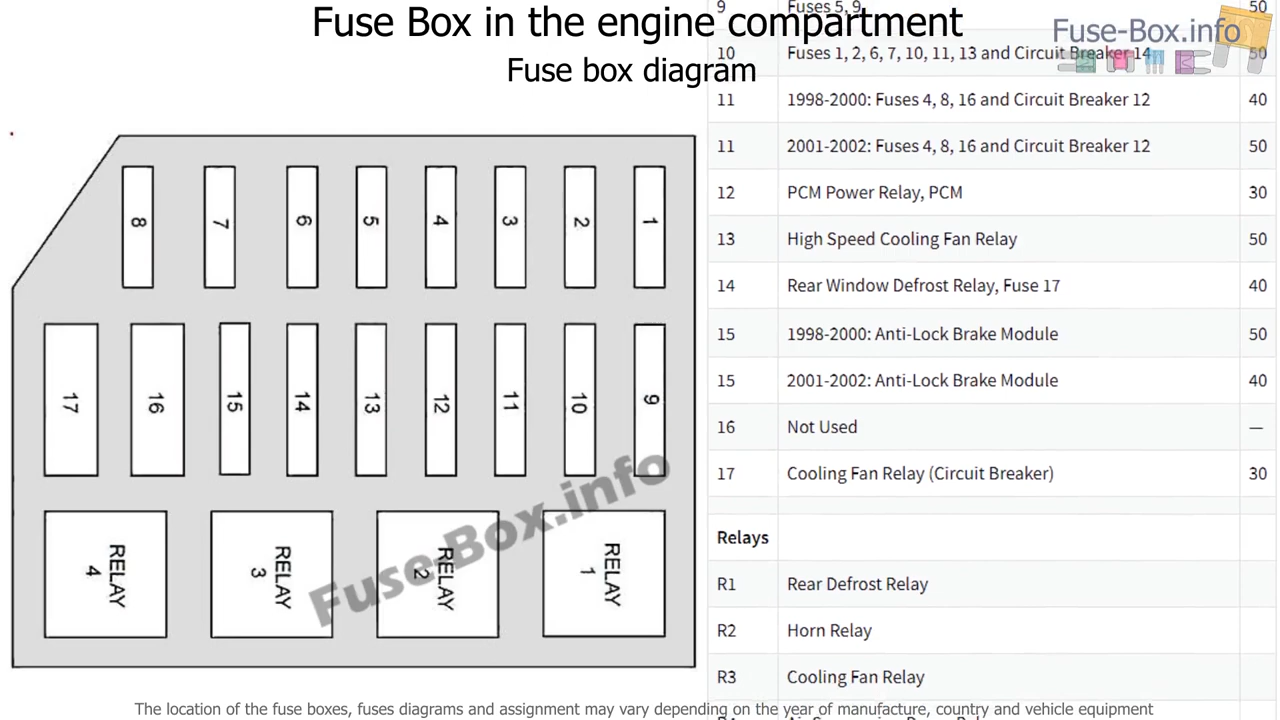 Fuse Box in the engine compartment
Fuse box diagram
Fuse-Box.info
8 7 6 5 4 3 2 1
17 16 15 14 13 12 11 10 9
RELAY 4
RELAY 3
RELAY 2
RELAY 1
Fuse-Box.info
9 Fuses 5, 9 50
10 Fuses 1, 2, 6, 7, 10, 11, 13 and Circuit Breaker 14 50
11 1998-2000: Fuses 4, 8, 16 and Circuit Breaker 12 40
11 2001-2002: Fuses 4, 8, 16 and Circuit Breaker 12 50
12 PCM Power Relay, PCM 30
13 High Speed Cooling Fan Relay 50
14 Rear Window Defrost Relay, Fuse 17 40
15 1998-2000: Anti-Lock Brake Module 50
15 2001-2002: Anti-Lock Brake Module 40
16 Not Used —
17 Cooling Fan Relay (Circuit Breaker) 30
Relays
R1 Rear Defrost Relay
R2 Horn Relay
R3 Cooling Fan Relay
The location of the fuse boxes, fuses diagrams and assignment may vary depending on the year of manufacture, country and vehicle equipment